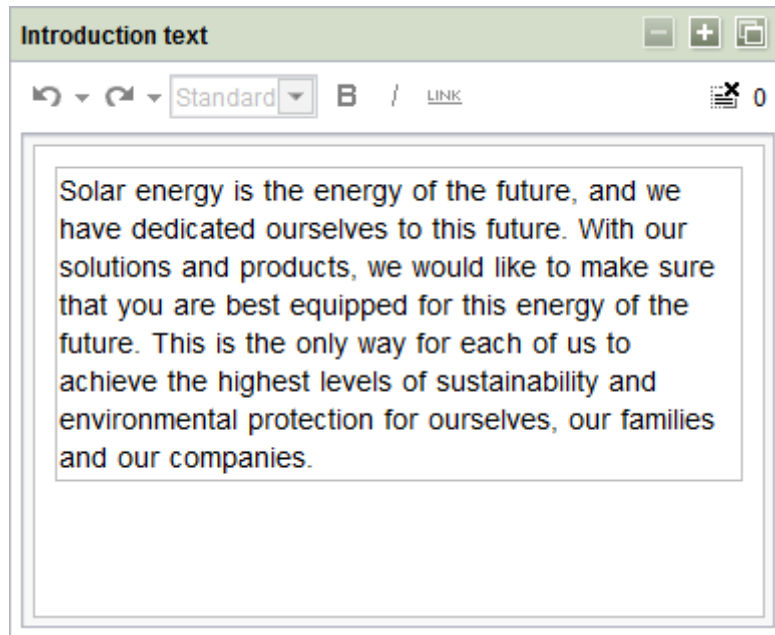 Introduction text
Standard B I LINK 0
Solar energy is the energy of the future, and we
have dedicated ourselves to this future. With our
solutions and products, we would like to make sure
that you are best equipped for this energy of the
future. This is the only way for each of us to
achieve the highest levels of sustainability and
environmental protection for ourselves, our families
and our companies.